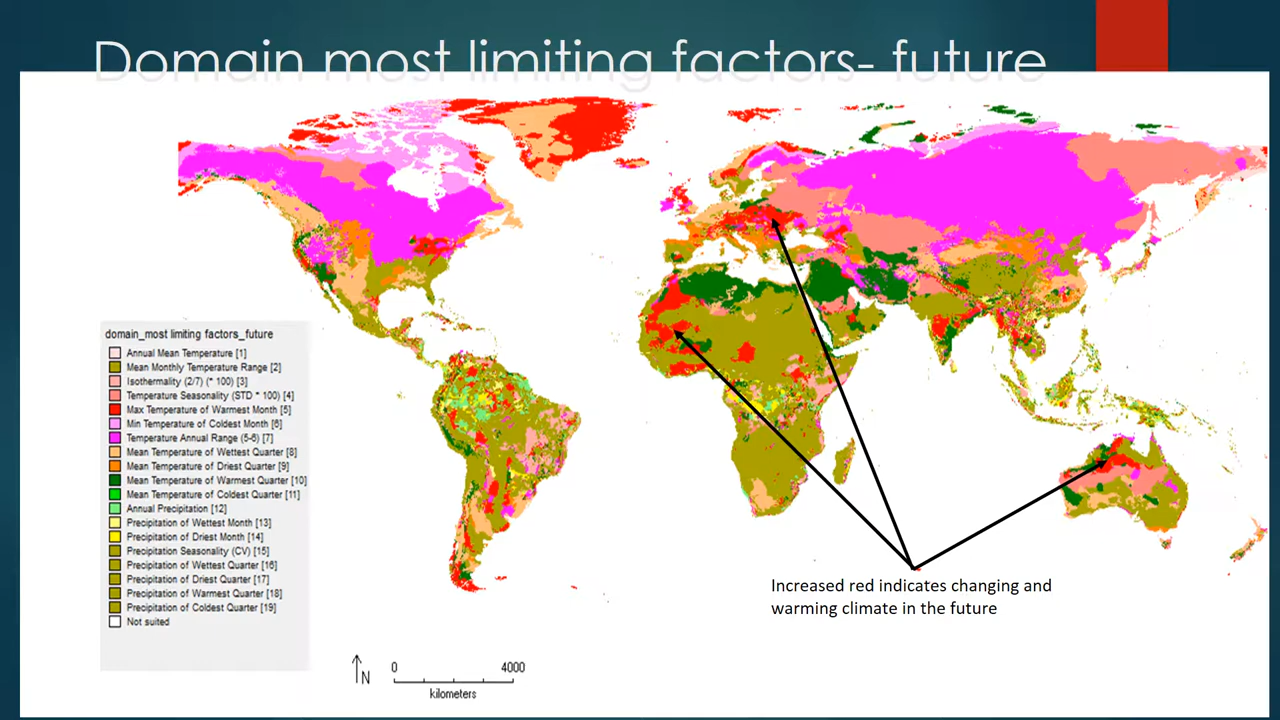 Domain most limiting factors- future
domain_most limiting factors_future
Annual Mean Temperature [1]
Mean Monthly Temperature Range [2]
Isothermality (2/7) (* 100) [3]
Temperature Seasonality (STD * 100) [4]
Max Temperature of Warmest Month [5]
Min Temperature of Coldest Month [6]
Temperature Annual Range (5-6) [7]
Mean Temperature of Wettest Quarter [8]
Mean Temperature of Driest Quarter [9]
Mean Temperature of Warmest Quarter [10]
Mean Temperature of Coldest Quarter [11]
Annual Precipitation [12]
Precipitation of Wettest Month [13]
Precipitation of Driest Month [14]
Precipitation Seasonality (CV) [15]
Precipitation of Wettest Quarter [16]
Precipitation of Driest Quarter [17]
Precipitation of Warmest Quarter [18]
Precipitation of Coldest Quarter [19]
Not suited
Increased red indicates changing and
warming climate in the future
N
0 4000
kilometers